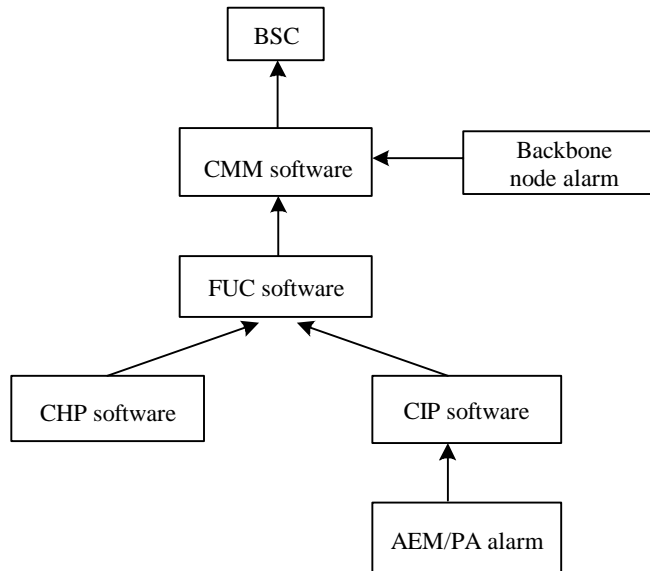 BSC
CMM software
Backbone
node alarm
FUC software
CHP software
CIP software
AEM/PA alarm